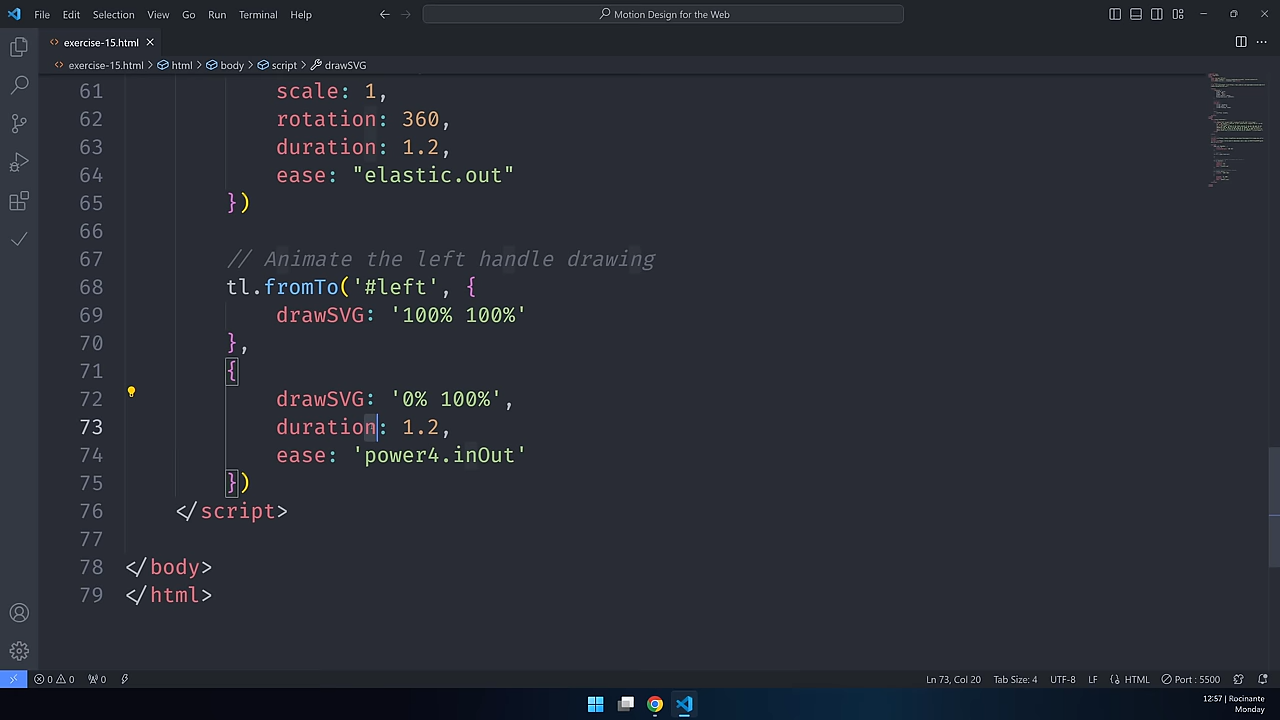 File Edit Selection View Go Run Terminal Help
Motion Design for the Web
exercise-15.html
exercise-15.html > html > body > script > drawSVG
61 scale: 1,
62 rotation: 360,
63 duration: 1.2,
64 ease: "elastic.out"
65 })
66
67 // Animate the left handle drawing
68 tl.fromTo('#left', {
69 drawSVG: '100% 100%'
70 },
71 {
72 drawSVG: '0% 100%',
73 duration: 1.2,
74 ease: 'power4.inOut'
75 })
76 </script>
77
78 </body>
79 </html>
0 0 0 Ln 73, Col 20 Tab Size: 4 UTF-8 LF HTML Port : 5500
12:57 | Rocinante
Monday